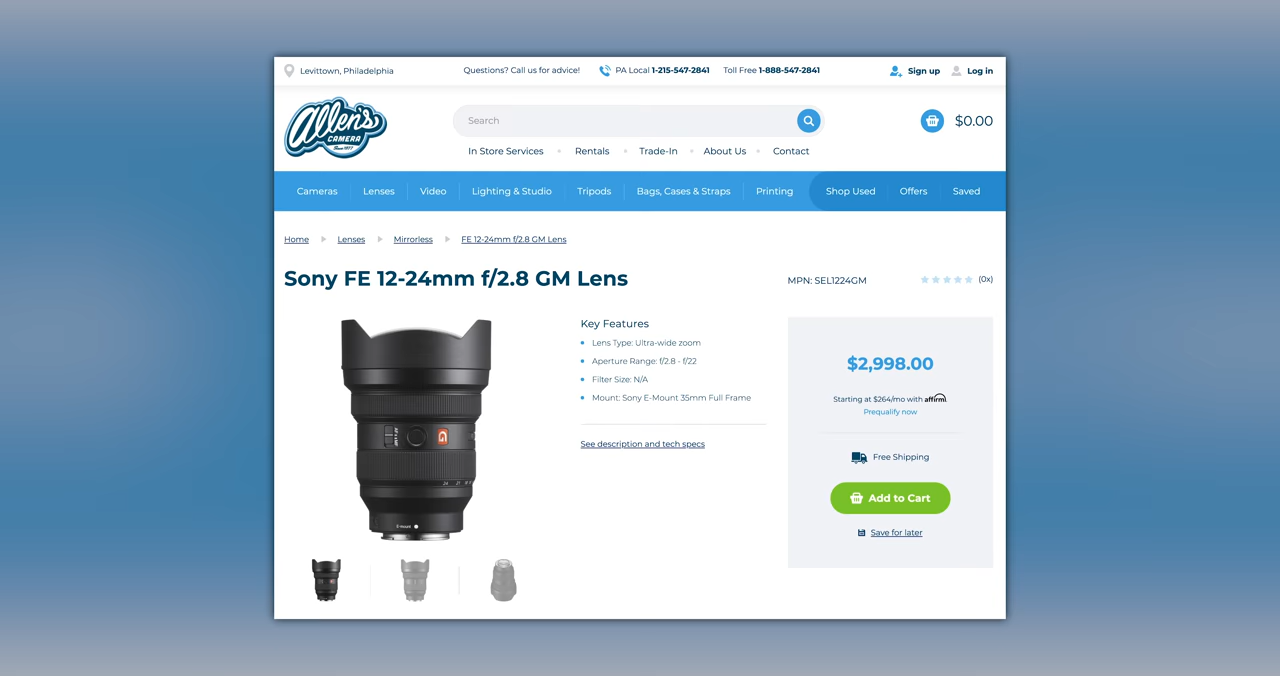 Levittown, Philadelphia
Questions? Call us for advice!
PA Local 1-215-547-2841
Toll Free 1-888-547-2841
Sign up
Log in
Allen's
CAMERA
Since 1977
Search
$0.00
In Store Services
Rentals
Trade-In
About Us
Contact
Cameras
Lenses
Video
Lighting & Studio
Tripods
Bags, Cases & Straps
Printing
Shop Used
Offers
Saved
Home
Lenses
Mirrorless
FE 12-24mm f/2.8 GM Lens
Sony FE 12-24mm f/2.8 GM Lens
MPN: SEL1224GM
(0x)
G
E-mount
Key Features
Lens Type: Ultra-wide zoom
Aperture Range: f/2.8 - f/22
Filter Size: N/A
Mount: Sony E-Mount 35mm Full Frame
See description and tech specs
$2,998.00
Starting at $264/mo with affirm.
Prequalify now
Free Shipping
Add to Cart
Save for later